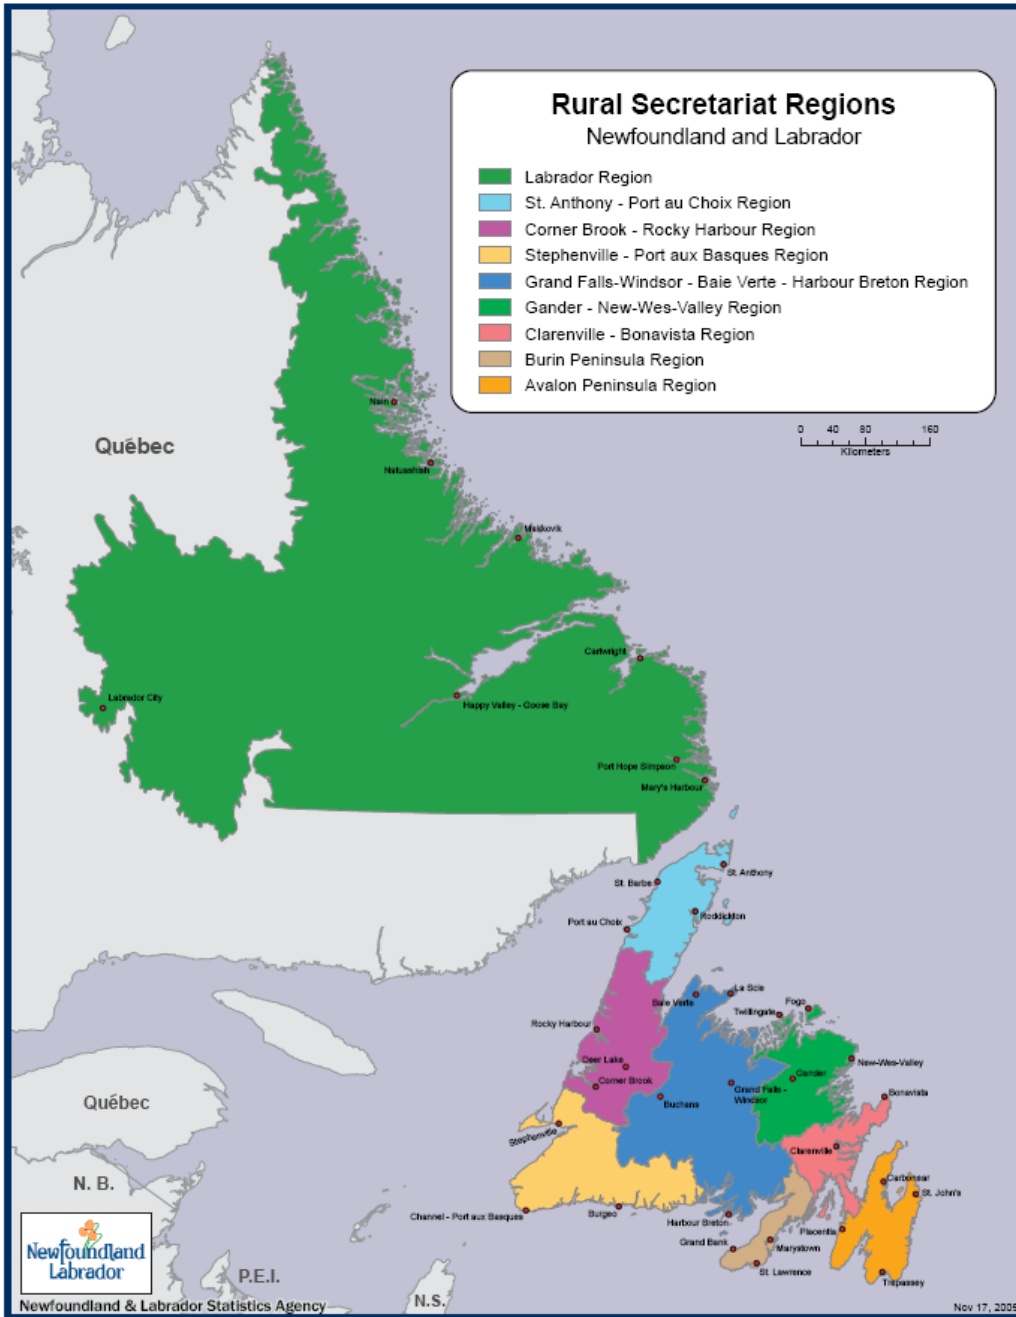 Rural Secretariat Regions
Newfoundland and Labrador
Labrador Region
St. Anthony - Port au Choix Region
Corner Brook - Rocky Harbour Region
Stephenville - Port aux Basques Region
Grand Falls-Windsor - Baie Verte - Harbour Breton Region
Gander - New-Wes-Valley Region
Clarenville - Bonavista Region
Burin Peninsula Region
Avalon Peninsula Region
0 40 80 160
Kilometers
Nain
Québec
Natuashish
Makkovik
Cartwright
Labrador City
Happy Valley - Goose Bay
Port Hope Simpson
Mary's Harbour
St. Anthony
St. Barbe
Roddickton
Port au Choix
La Scie
Baie Verte
Fogo
Twillingate
Rocky Harbour
Deer Lake
New-Wes-Valley
Gander
Corner Brook
Grand Falls -
Windsor
Buchans
Bonavista
Québec
Stephenville
Clarenville
Carbonear
St. John's
N. B.
Channel - Port aux Basques
Burgeo
Harbour Breton
Placentia
Grand Bank
Marystown
St. Lawrence
Trepassey
Newfoundland
Labrador
P.E.I.
N.S.
Newfoundland & Labrador Statistics Agency
Nov 17, 2005